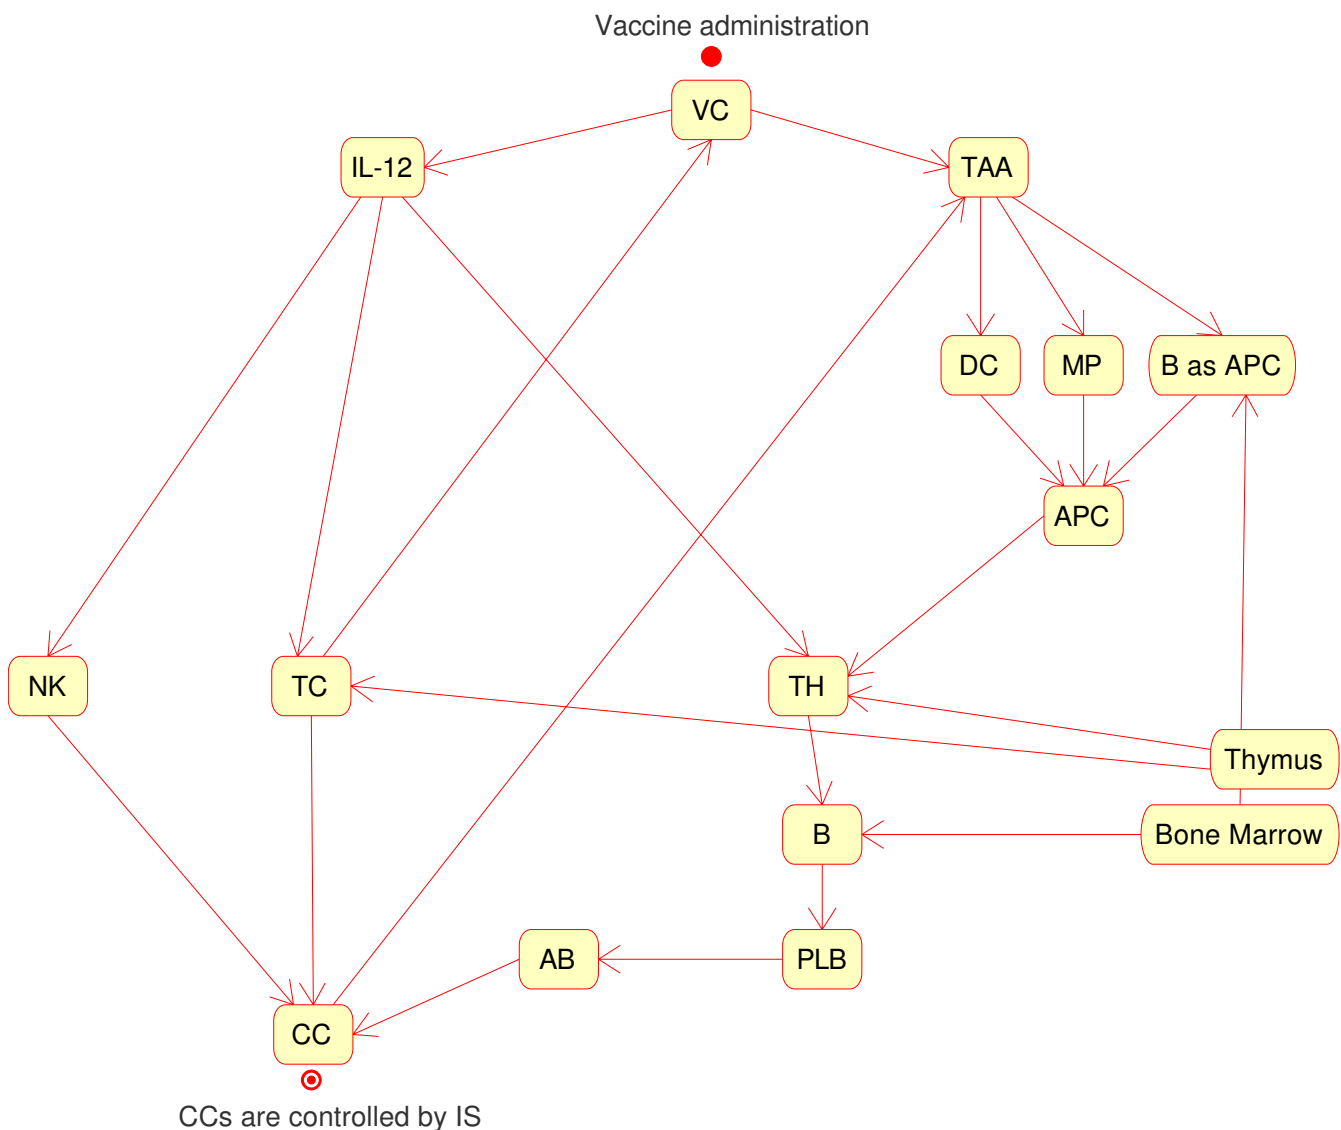 Vaccine administration
VC
IL-12
TAA
DC
MP
B as APC
APC
NK
TC
TH
Thymus
B
Bone Marrow
AB
PLB
CC
CCs are controlled by IS